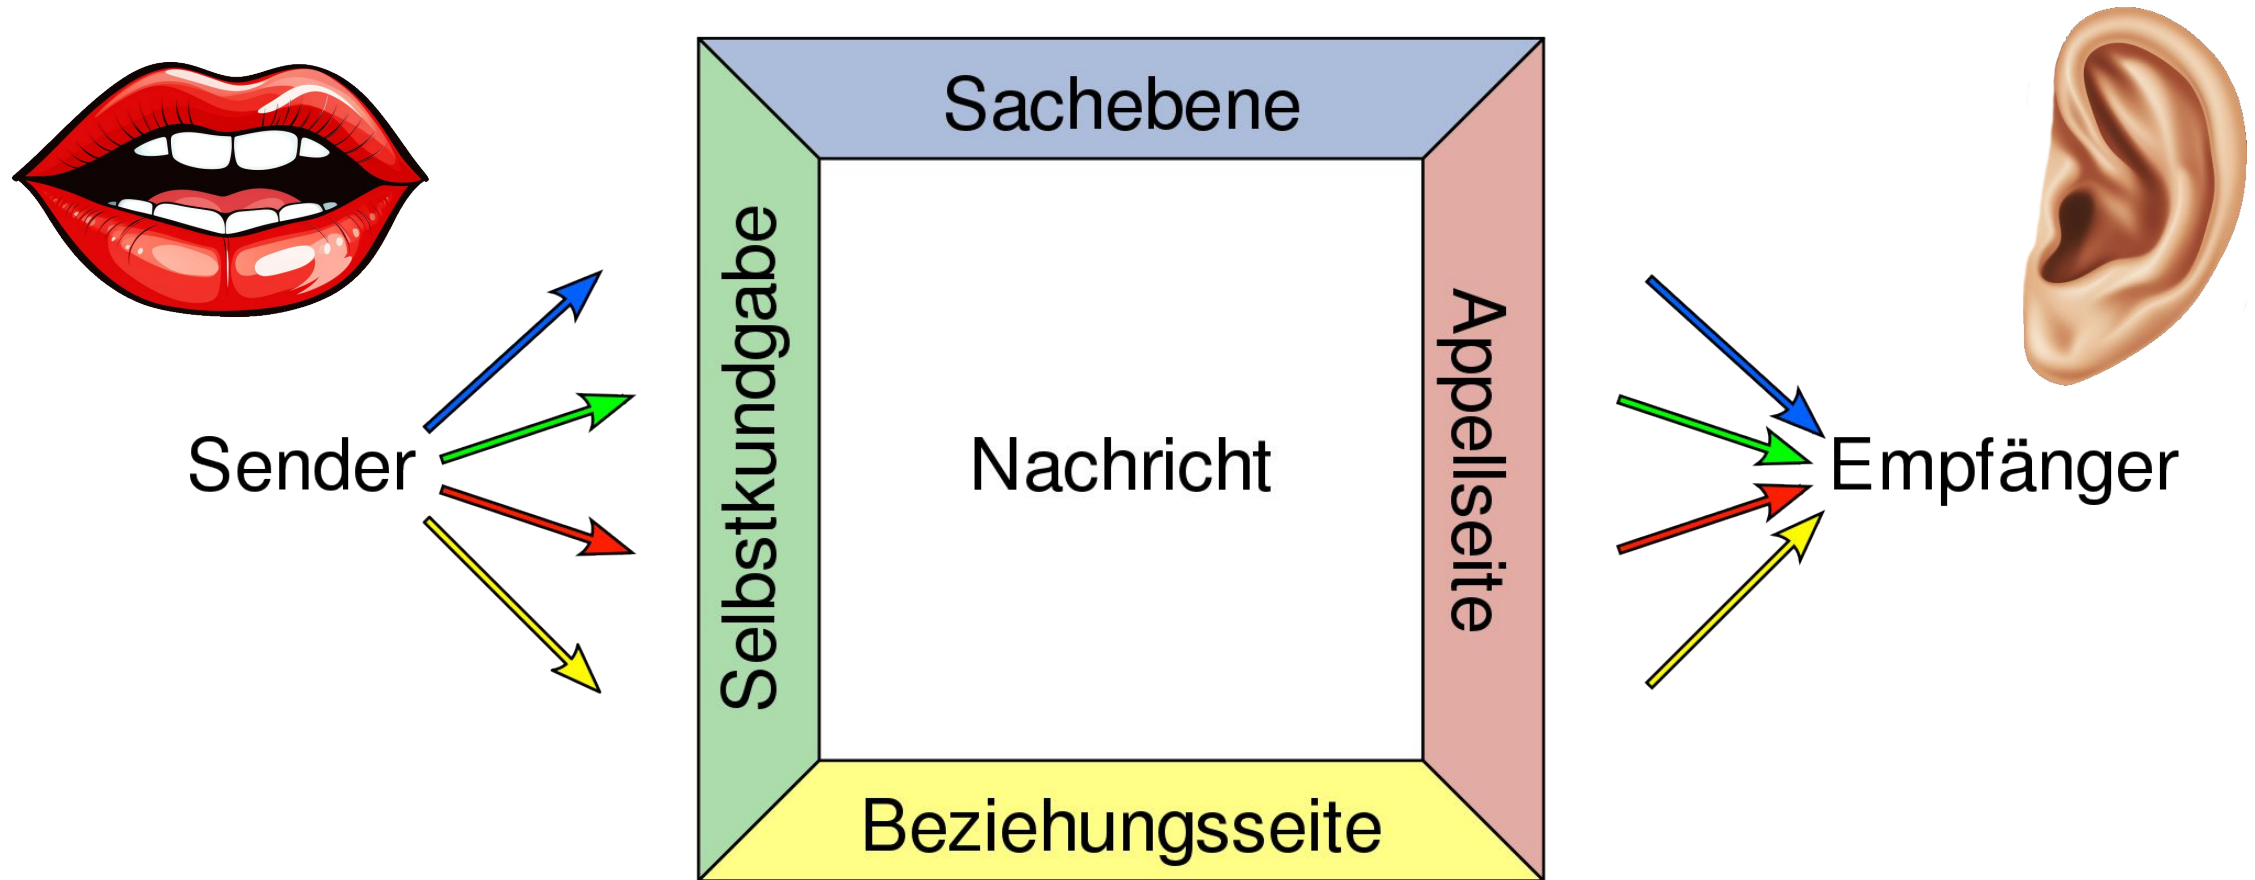 Sachebene
Sender
Selbstkundgabe
Nachricht
Appellseite
Empfänger
Beziehungsseite